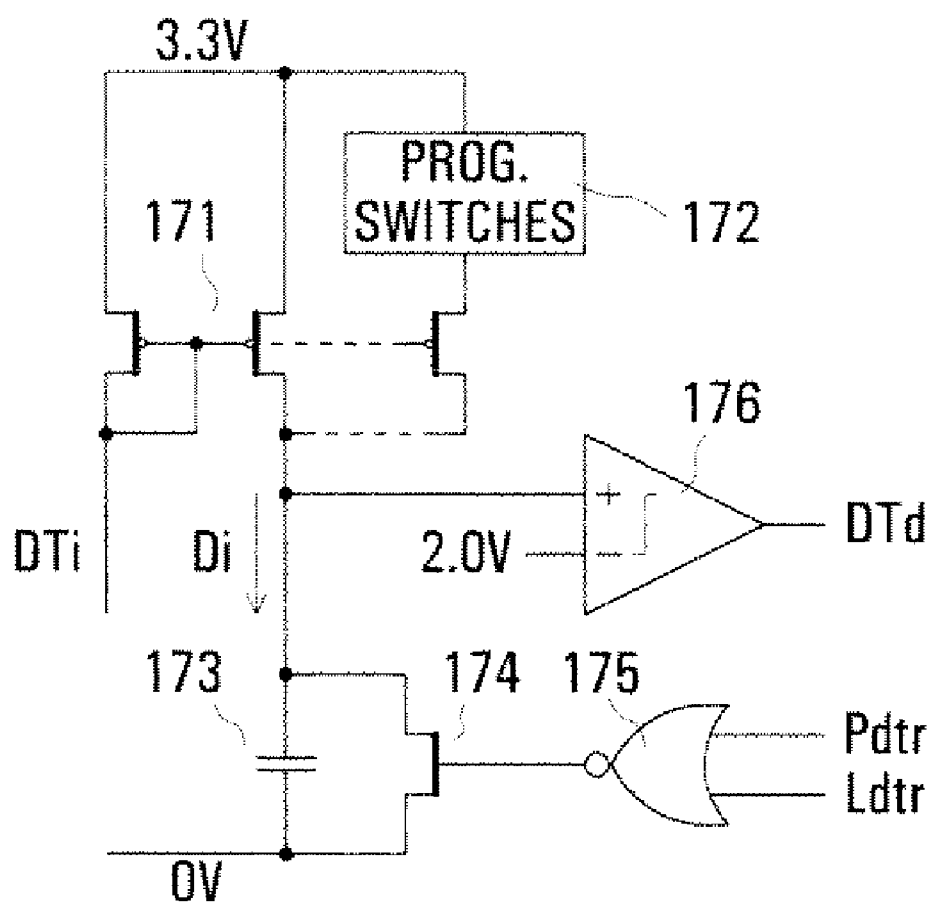 3.3V
PROG.
SWITCHES
171
172
176
+
DTi
Di
2.0V
DTd
173
174
175
Pdtr
Ldtr
0V